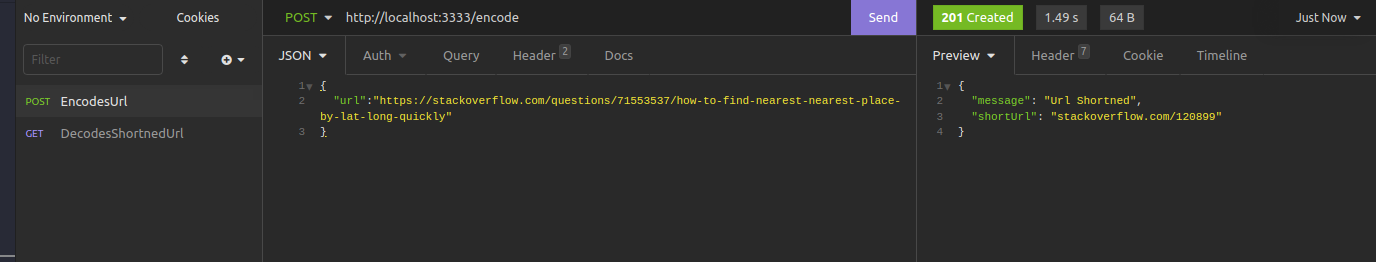 No Environment
Cookies
POST
http://localhost:3333/encode
Send
201 Created
1.49 s
64 B
Just Now
Filter
JSON
Auth
Query
Header 2
Docs
Preview
Header 7
Cookie
Timeline
POST EncodesUrl
GET DecodesShortnedUrl
1 {
2 "url":"https://stackoverflow.com/questions/71553537/how-to-find-nearest-nearest-place-
by-lat-long-quickly"
3 }
1 {
2 "message": "Url Shortned",
3 "shortUrl": "stackoverflow.com/120899"
4 }